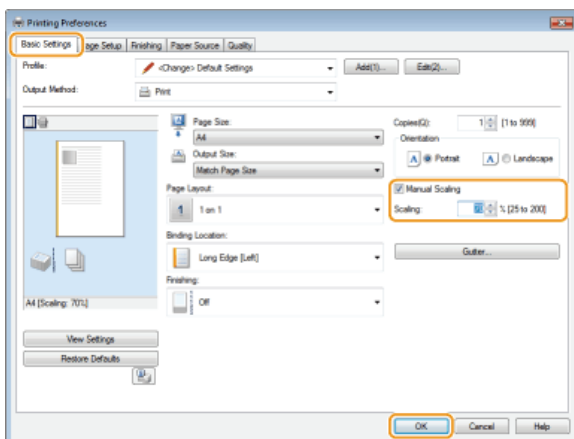 Printing Preferences
Basic Settings Page Setup Finishing Paper Source Quality
Profile: <Change> Default Settings Add(1)... Edit(2)...
Output Method: Print
Page Size: Copies(Q): 1 [1 to 999]
A4 Orientation
Output Size: A Portrait A Landscape
Match Page Size
Page Layout: Manual Scaling
1 1 on 1 Scaling: % [25 to 200]
Binding Location:
Long Edge [Left] Gutter...
Finishing:
A4 [Scaling: 70%] Off
View Settings
Restore Defaults
OK Cancel Help